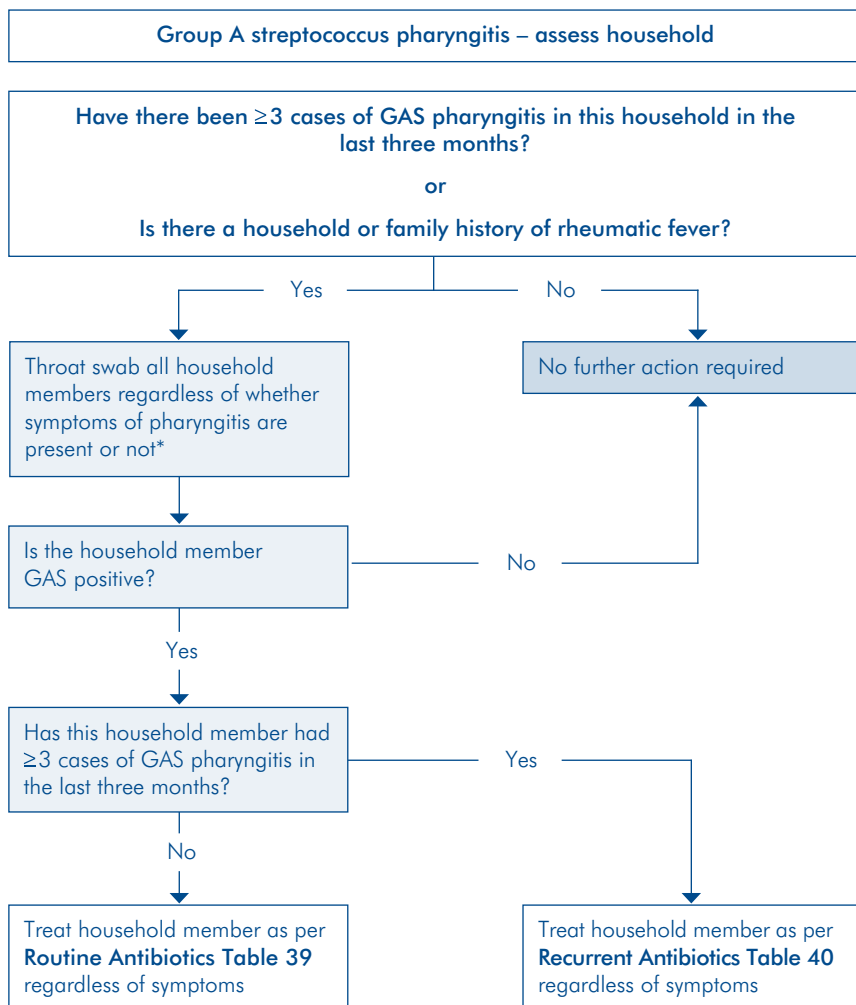 Group A streptococcus pharyngitis – assess household
Have there been ≥3 cases of GAS pharyngitis in this household in the
last three months?
or
Is there a household or family history of rheumatic fever?
Yes
No
Throat swab all household
members regardless of whether
symptoms of pharyngitis are
present or not*
No further action required
Is the household member
GAS positive?
No
Yes
Has this household member had
≥3 cases of GAS pharyngitis in
the last three months?
Yes
No
Treat household member as per
Routine Antibiotics Table 39
regardless of symptoms
Treat household member as per
Recurrent Antibiotics Table 40
regardless of symptoms